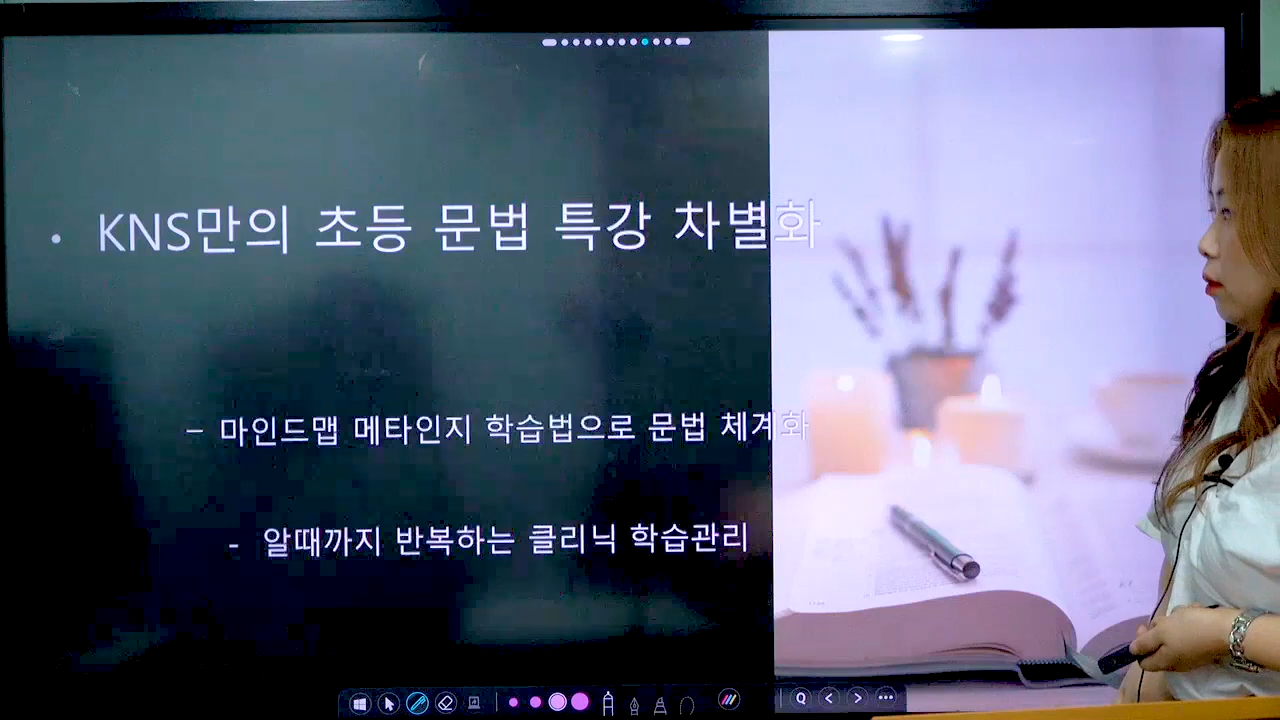 • KNS만의 초등 문법 특강 차별화
– 마인드맵 메타인지 학습법으로 문법 체계화
- 알때까지 반복하는 클리닉 학습관리